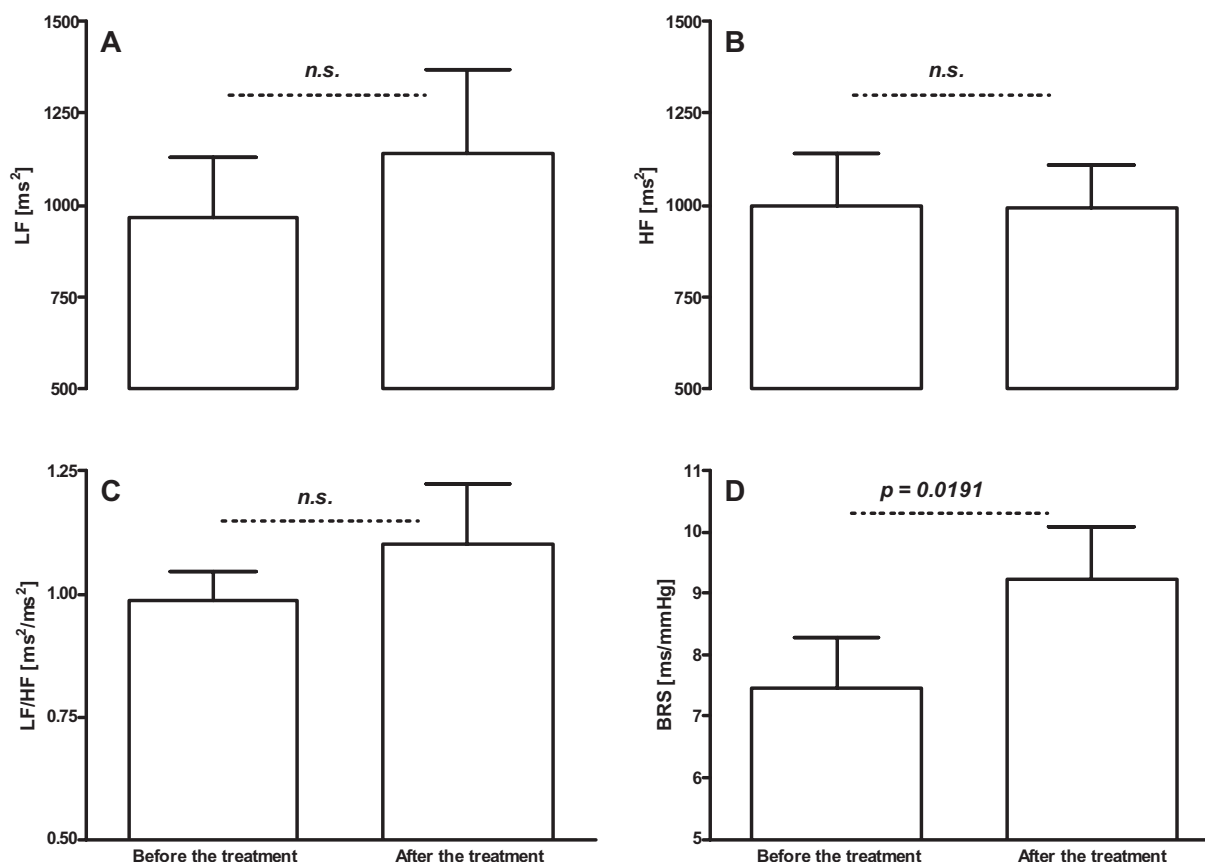 A
n.s.
LF [ms²]
1500
1250
1000
750
500
B
n.s.
HF [ms²]
1500
1250
1000
750
500
C
n.s.
LF/HF [ms²/ms²]
1.25
1.00
0.75
0.50
Before the treatment
After the treatment
D
p = 0.0191
BRS [ms/mmHg]
11
10
9
8
7
6
5
Before the treatment
After the treatment